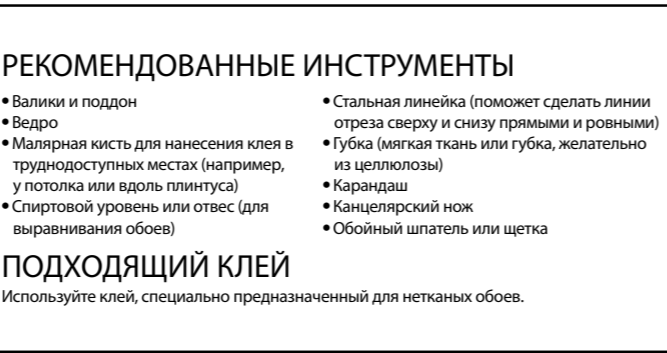 РЕКОМЕНДОВАННЫЕ ИНСТРУМЕНТЫ
• Валики и поддон
• Ведро
• Малярная кисть для нанесения клея в
труднодоступных местах (например,
у потолка или вдоль плинтуса)
• Спиртовой уровень или отвес (для
выравнивания обоев)
• Стальная линейка (поможет сделать линии
отреза сверху и снизу прямыми и ровными)
• Губка (мягкая ткань или губка, желательно
из целлюлозы)
• Карандаш
• Канцелярский нож
• Обойный шпатель или щетка
ПОДХОДЯЩИЙ КЛЕЙ
Используйте клей, специально предназначенный для нетканых обоев.